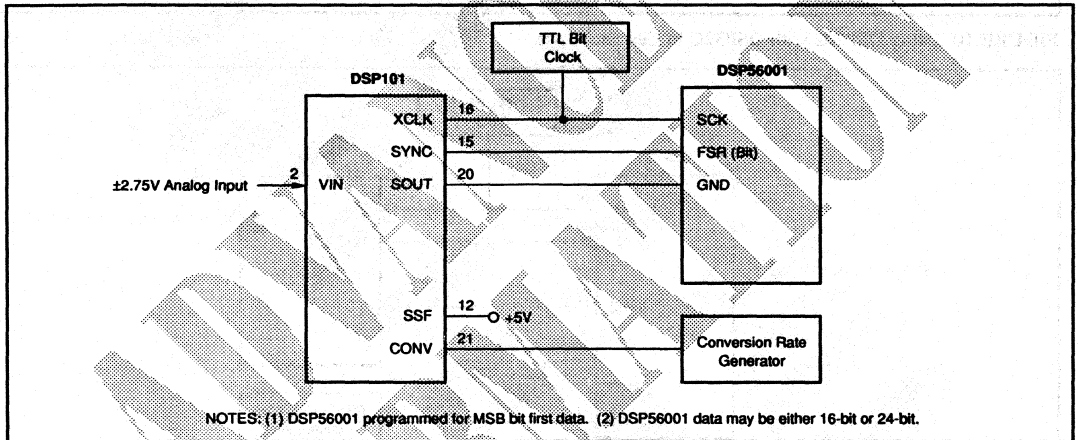 TTL Bit
Clock
DSP101
DSP56001
XCLK
16
SCK
SYNC
15
FSR (Bit)
±2.75V Analog Input
2
VIN
SOUT
20
GND
SSF
12
+5V
CONV
21
Conversion Rate
Generator
NOTES: (1) DSP56001 programmed for MSB bit first data. (2) DSP56001 data may be either 16-bit or 24-bit.